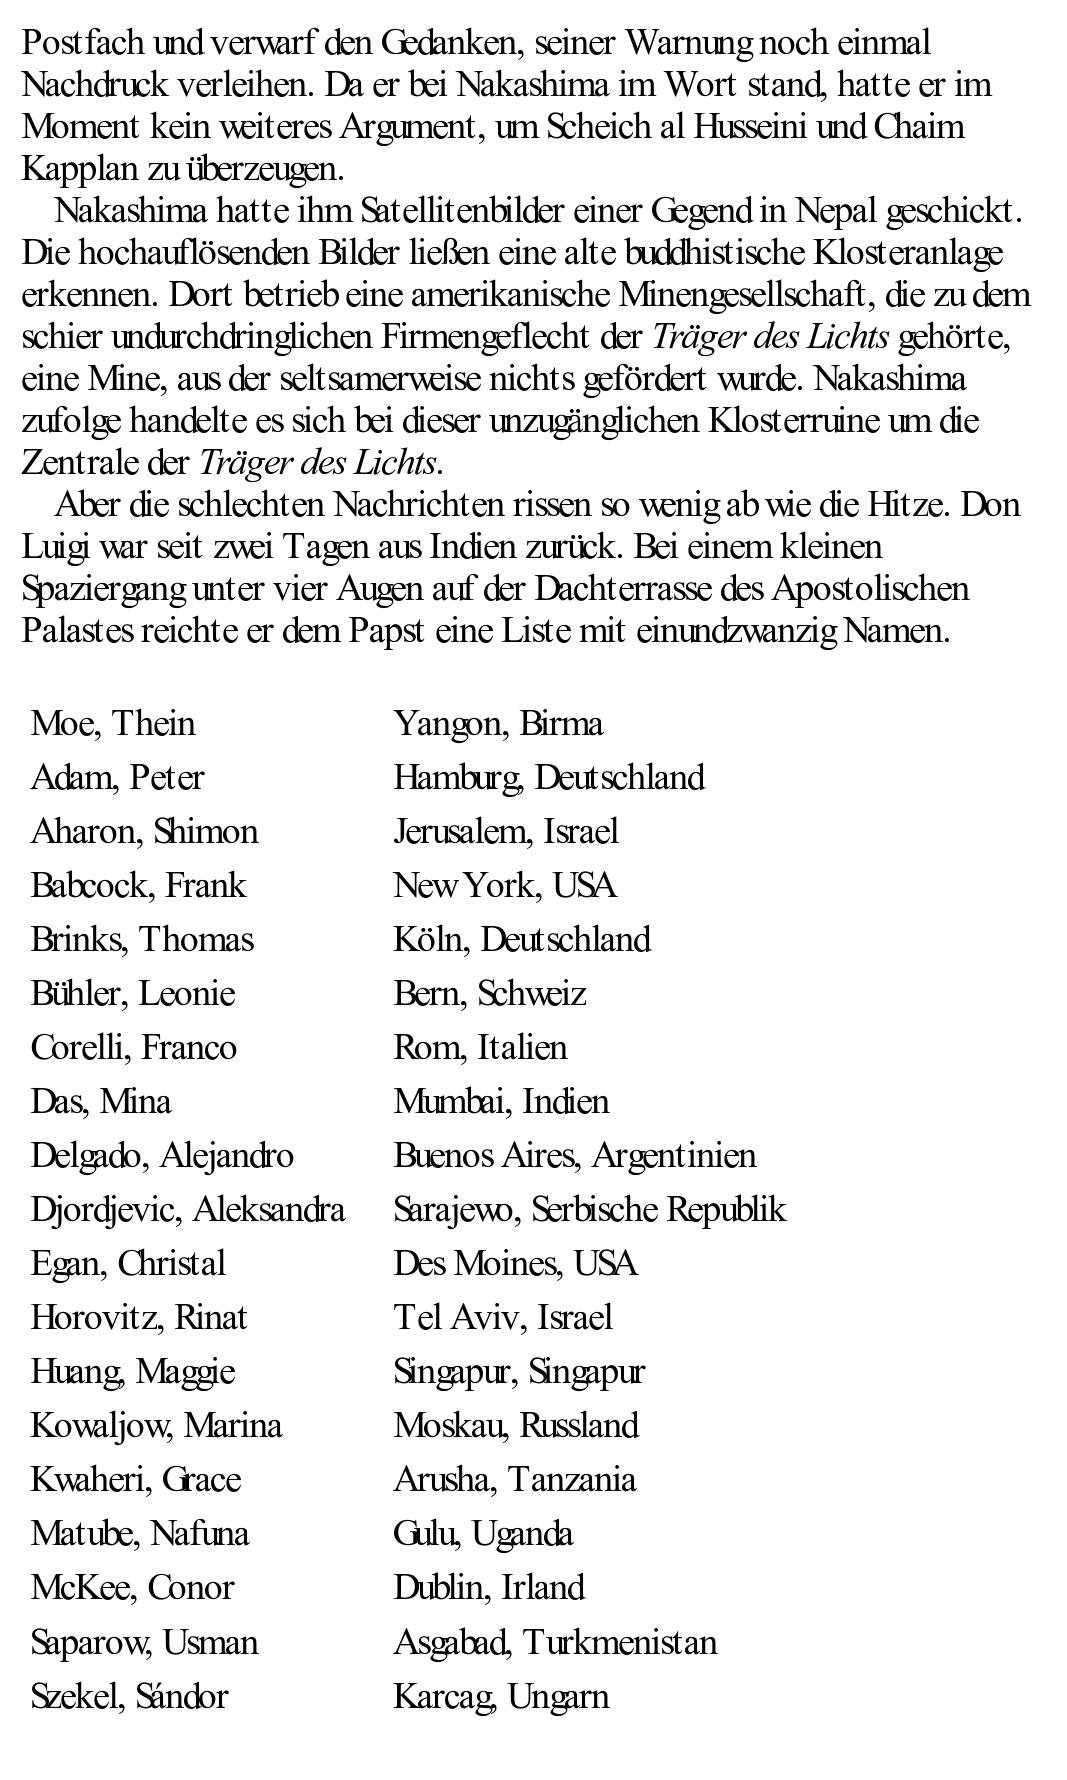 Postfach und verwarf den Gedanken, seiner Warnung noch einmal
Nachdruck verleihen. Da er bei Nakashima im Wort stand, hatte er im
Moment kein weiteres Argument, um Scheich al Husseini und Chaim
Kapplan zu überzeugen.
Nakashima hatte ihm Satellitenbilder einer Gegend in Nepal geschickt.
Die hochauflösenden Bilder ließen eine alte buddhistische Klosteranlage
erkennen. Dort betrieb eine amerikanische Minengesellschaft, die zu dem
schier undurchdringlichen Firmengeflecht der Träger des Lichts gehörte,
eine Mine, aus der seltsamerweise nichts gefördert wurde. Nakashima
zufolge handelte es sich bei dieser unzugänglichen Klosterruine um die
Zentrale der Träger des Lichts.
Aber die schlechten Nachrichten rissen so wenig ab wie die Hitze. Don
Luigi war seit zwei Tagen aus Indien zurück. Bei einem kleinen
Spaziergang unter vier Augen auf der Dachterrasse des Apostolischen
Palastes reichte er dem Papst eine Liste mit einundzwanzig Namen.
Moe, Thein Yangon, Birma
Adam, Peter Hamburg, Deutschland
Aharon, Shimon Jerusalem, Israel
Babcock, Frank New York, USA
Brinks, Thomas Köln, Deutschland
Bühler, Leonie Bern, Schweiz
Corelli, Franco Rom, Italien
Das, Mina Mumbai, Indien
Delgado, Alejandro Buenos Aires, Argentinien
Djordjevic, Aleksandra Sarajewo, Serbische Republik
Egan, Christal Des Moines, USA
Horovitz, Rinat Tel Aviv, Israel
Huang, Maggie Singapur, Singapur
Kowaljow, Marina Moskau, Russland
Kwaheri, Grace Arusha, Tanzania
Matube, Nafuna Gulu, Uganda
McKee, Conor Dublin, Irland
Saparow, Usman Asgabad, Turkmenistan
Szekel, Sándor Karcag, Ungarn